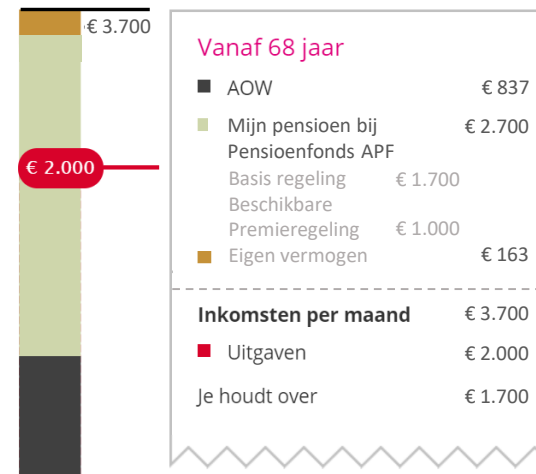 € 3.700
€ 2.000
Vanaf 68 jaar
AOW € 837
Mijn pensioen bij € 2.700
Pensioenfonds APF
Basis regeling € 1.700
Beschikbare
Premieregeling € 1.000
Eigen vermogen € 163
Inkomsten per maand € 3.700
Uitgaven € 2.000
Je houdt over € 1.700